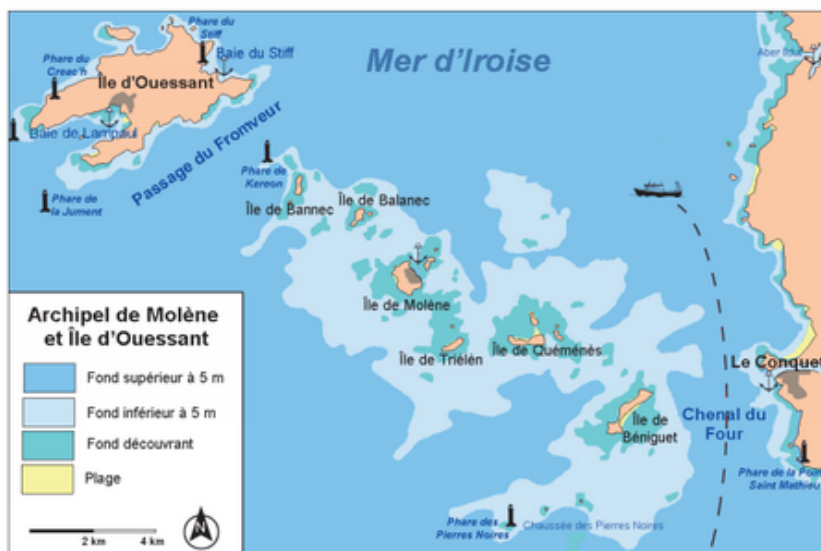 Phare du
Stiff
Baie du Stiff
Phare du
Creac'h
Île d'Ouessant
Baie de Lampaul
Passage du Fromveur
Phare de
la Jument
Mer d'Iroise
Aber Ildut
Phare de
Kereon
Île de Bannec
Île de Balanec
Île de Molène
Île de Triélén
Île de Quéménès
Le Conquet
Île de
Béniguet
Chenal du
Four
Phare de la Poin
Saint Mathieu
Phare des
Pierres Noires
Chaussée des Pierres Noires
Archipel de Molène
et Île d'Ouessant
Fond supérieur à 5 m
Fond inférieur à 5 m
Fond découvrant
Plage
2 km
4 km
N